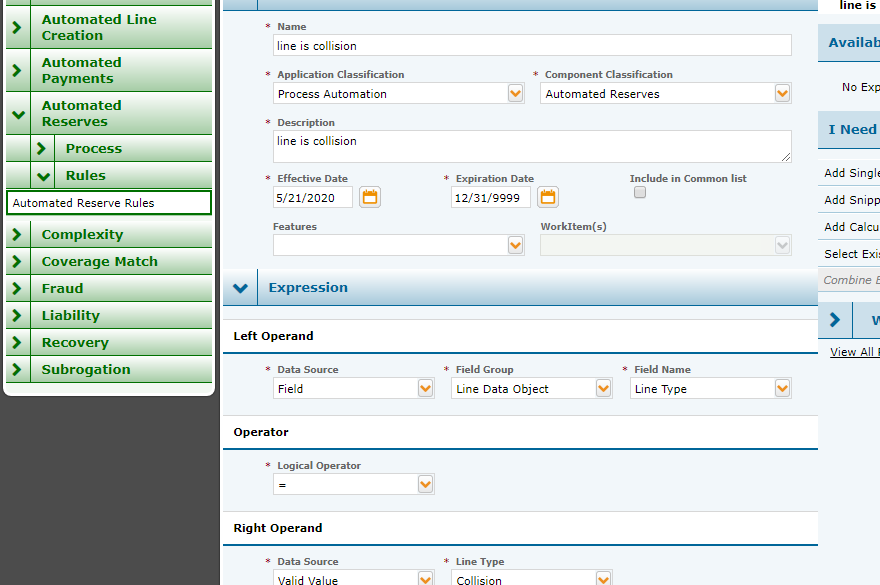 Automated Line
Creation
Automated
Payments
Automated
Reserves
Process
Rules
Automated Reserve Rules
Complexity
Coverage Match
Fraud
Liability
Recovery
Subrogation
* Name
line is collision
* Application Classification
* Component Classification
Process Automation
Automated Reserves
* Description
line is collision
* Effective Date
* Expiration Date
Include in Common list
5/21/2020
12/31/9999
Features
WorkItem(s)
Expression
Left Operand
* Data Source
* Field Group
* Field Name
Field
Line Data Object
Line Type
Operator
* Logical Operator
=
Right Operand
* Data Source
* Line Type
Valid Value
Collision
line is
Availab
No Exp
I Need
Add Single
Add Snipp
Add Calcu
Select Exi
Combine E
W
View All